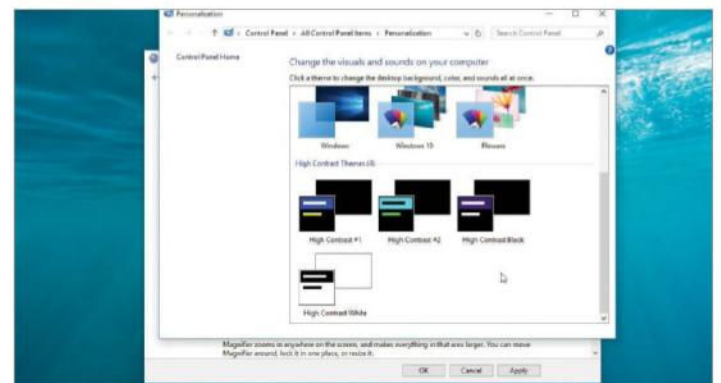 Personalization
Control Panel › All Control Panel Items › Personalization
Search Control Panel
Control Panel Home
Change the visuals and sounds on your computer
Click a theme to change the desktop background, color, and sounds all at once.
Windows
Windows 10
Flowers
High Contrast Themes (4)
High Contrast #1
High Contrast #2
High Contrast Black
High Contrast White
Magnifier zooms in anywhere on the screen, and makes everything in that area larger. You can move
Magnifier around, lock it in one place, or resize it.
OK
Cancel
Apply